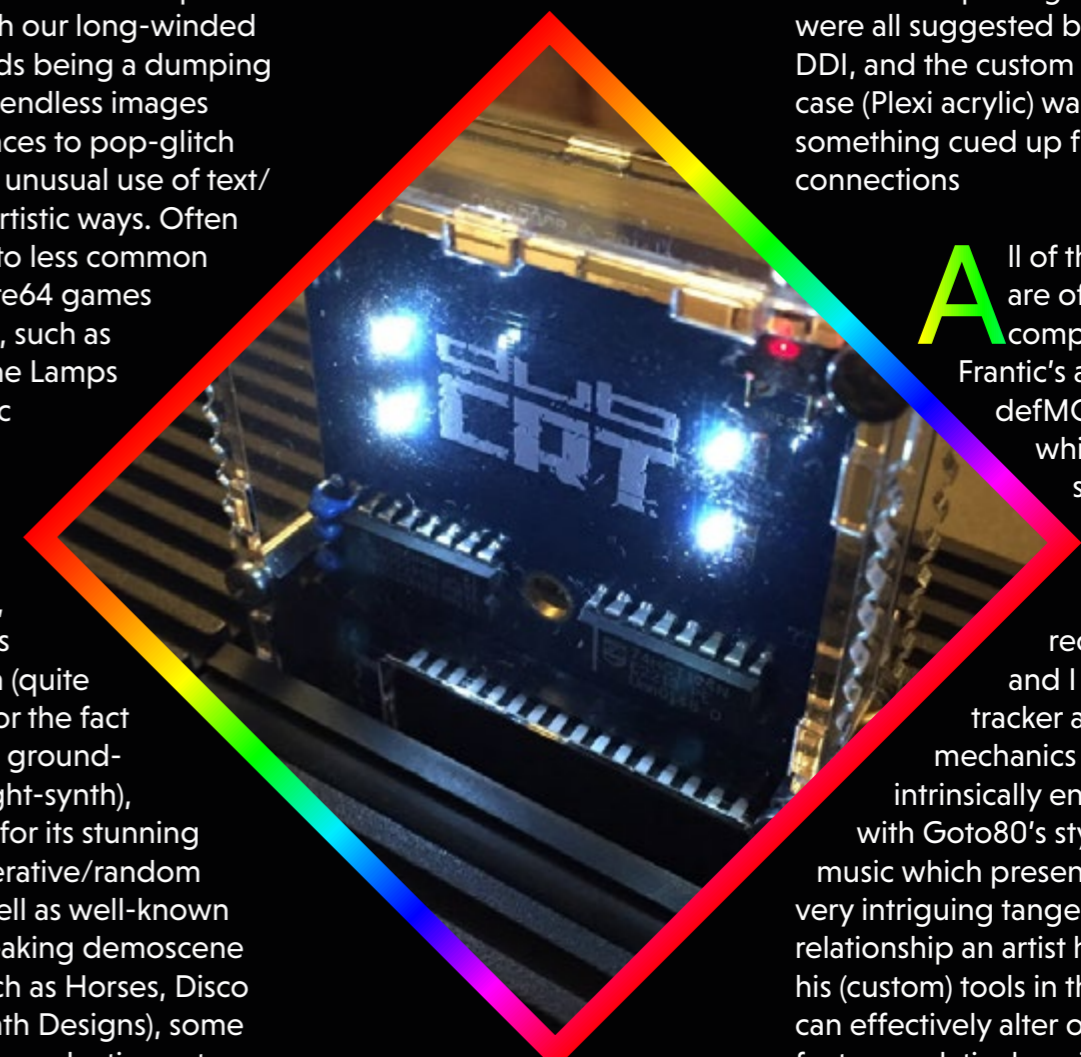 h our long-winded
ds being a dumping
endless images
ces to pop-glitch
unusual use of text/
rtistic ways. Often
to less common
re64 games
, such as
ne Lamps
c
,
s
n (quite
or the fact
ground-
ght-synth),
for its stunning
erative/random
ell as well-known
aking demoscene
ch as Horses, Disco
th Designs), some
dub
CRT
were all suggested b
DDI, and the custom
case (Plexi acrylic) wa
something cued up f
connections
All of th
are of
comp
Frantic's a
defMO
whi
s
rec
and I
tracker a
mechanics
intrinsically en
with Goto80's sty
music which presen
very intriguing tange
relationship an artist h
his (custom) tools in th
can effectively alter o